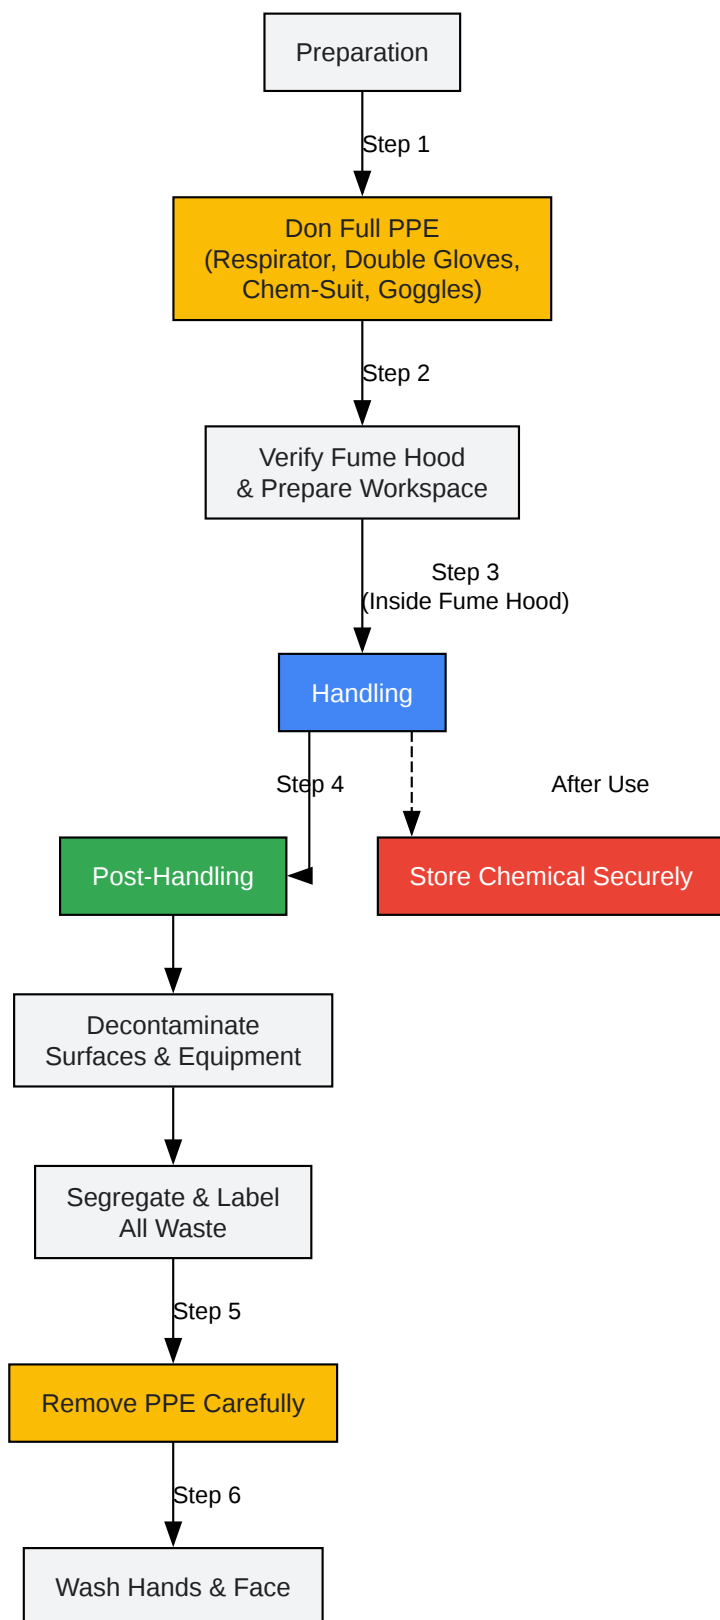 Preparation
Step 1
Don Full PPE
(Respirator, Double Gloves,
Chem-Suit, Goggles)
Step 2
Verify Fume Hood
& Prepare Workspace
Step 3
(Inside Fume Hood)
Handling
Step 4
After Use
Post-Handling
Store Chemical Securely
Decontaminate
Surfaces & Equipment
Segregate & Label
All Waste
Step 5
Remove PPE Carefully
Step 6
Wash Hands & Face